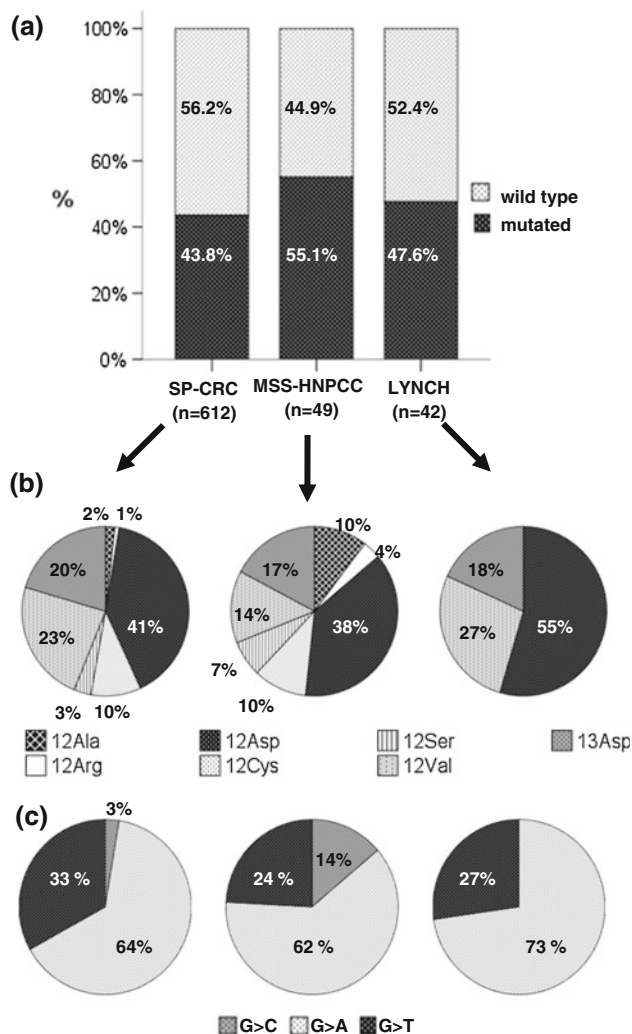 (a)
100%
80%
60%
40%
20%
0%
%
56.2% 44.9% 52.4%
43.8% 55.1% 47.6%
wild type
mutated
SP-CRC MSS-HNPCC LYNCH
(n=612) (n=49) (n=42)
(b)
2% 1%
20%
41%
23%
3% 10%
10%
4%
17%
38%
14%
7%
10%
18%
55%
27%
12Ala 12Asp 12Ser 13Asp
12Arg 12Cys 12Val
(c)
3%
33 %
64%
14%
24 %
62 %
27%
73 %
G>C G>A G>T